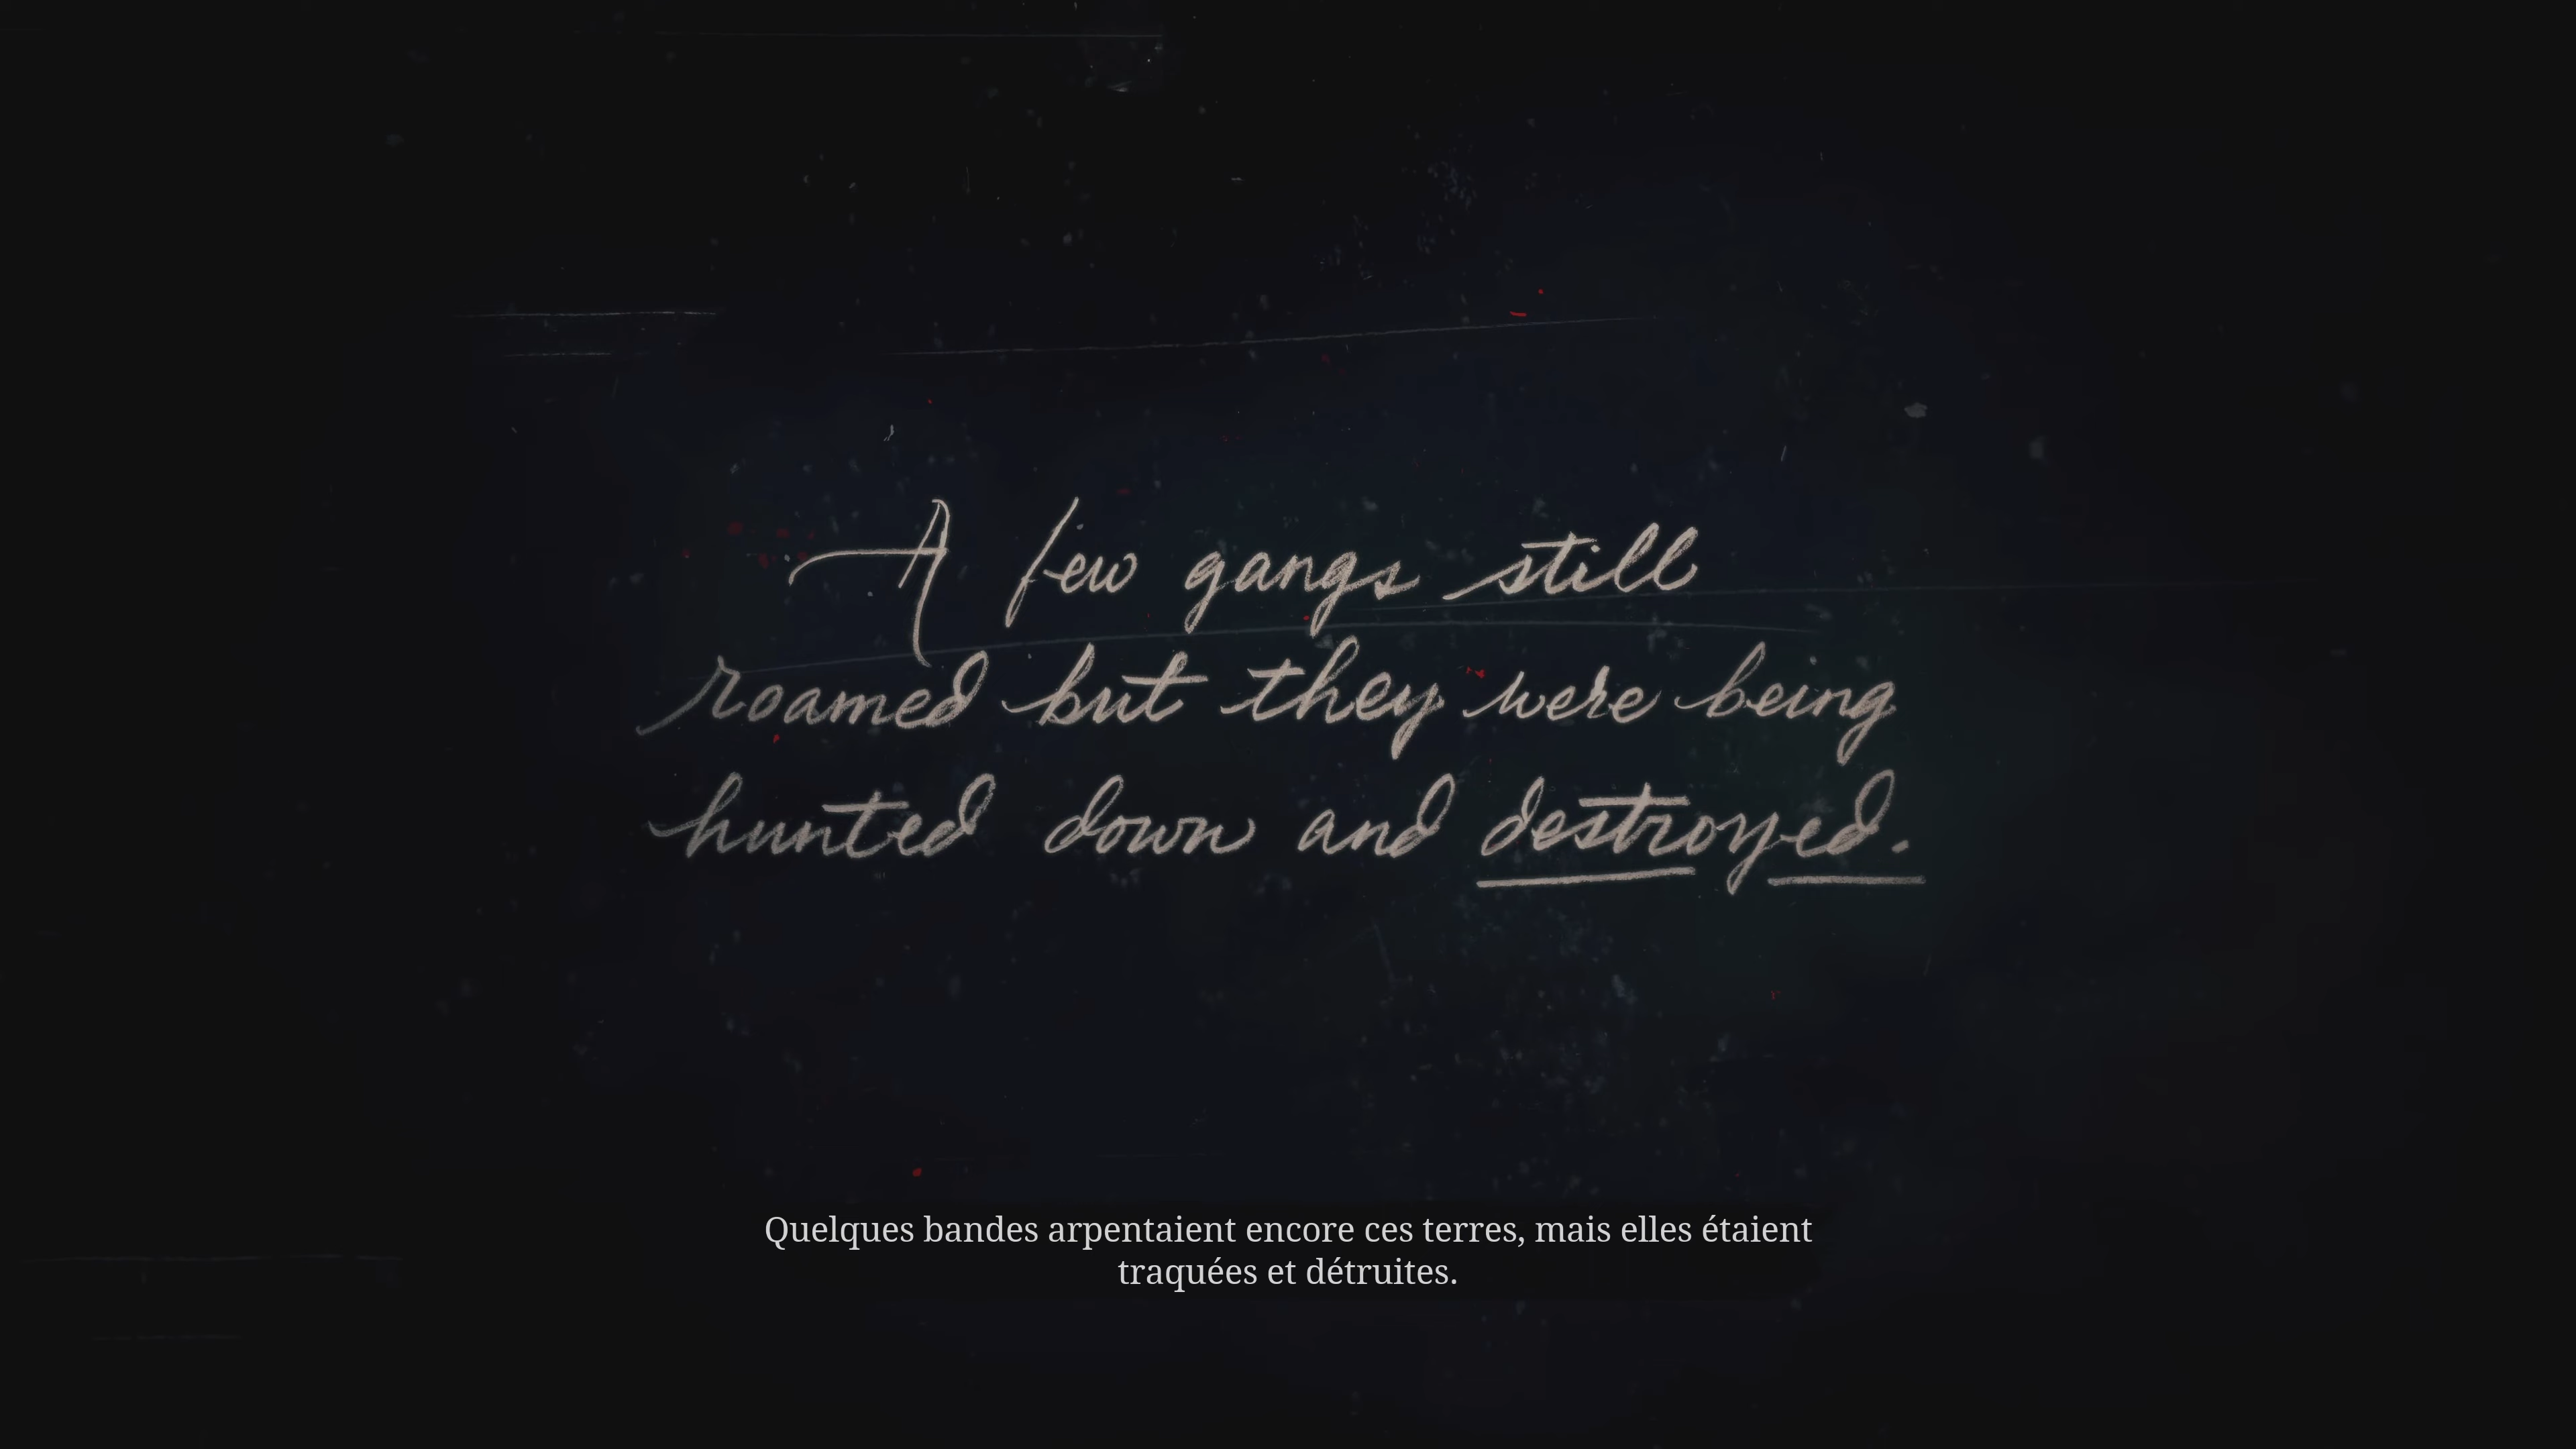 A few gangs still
roamed but they were being
hunted down and destroyed.
Quelques bandes arpentaient encore ces terres, mais elles étaient
traquées et détruites.